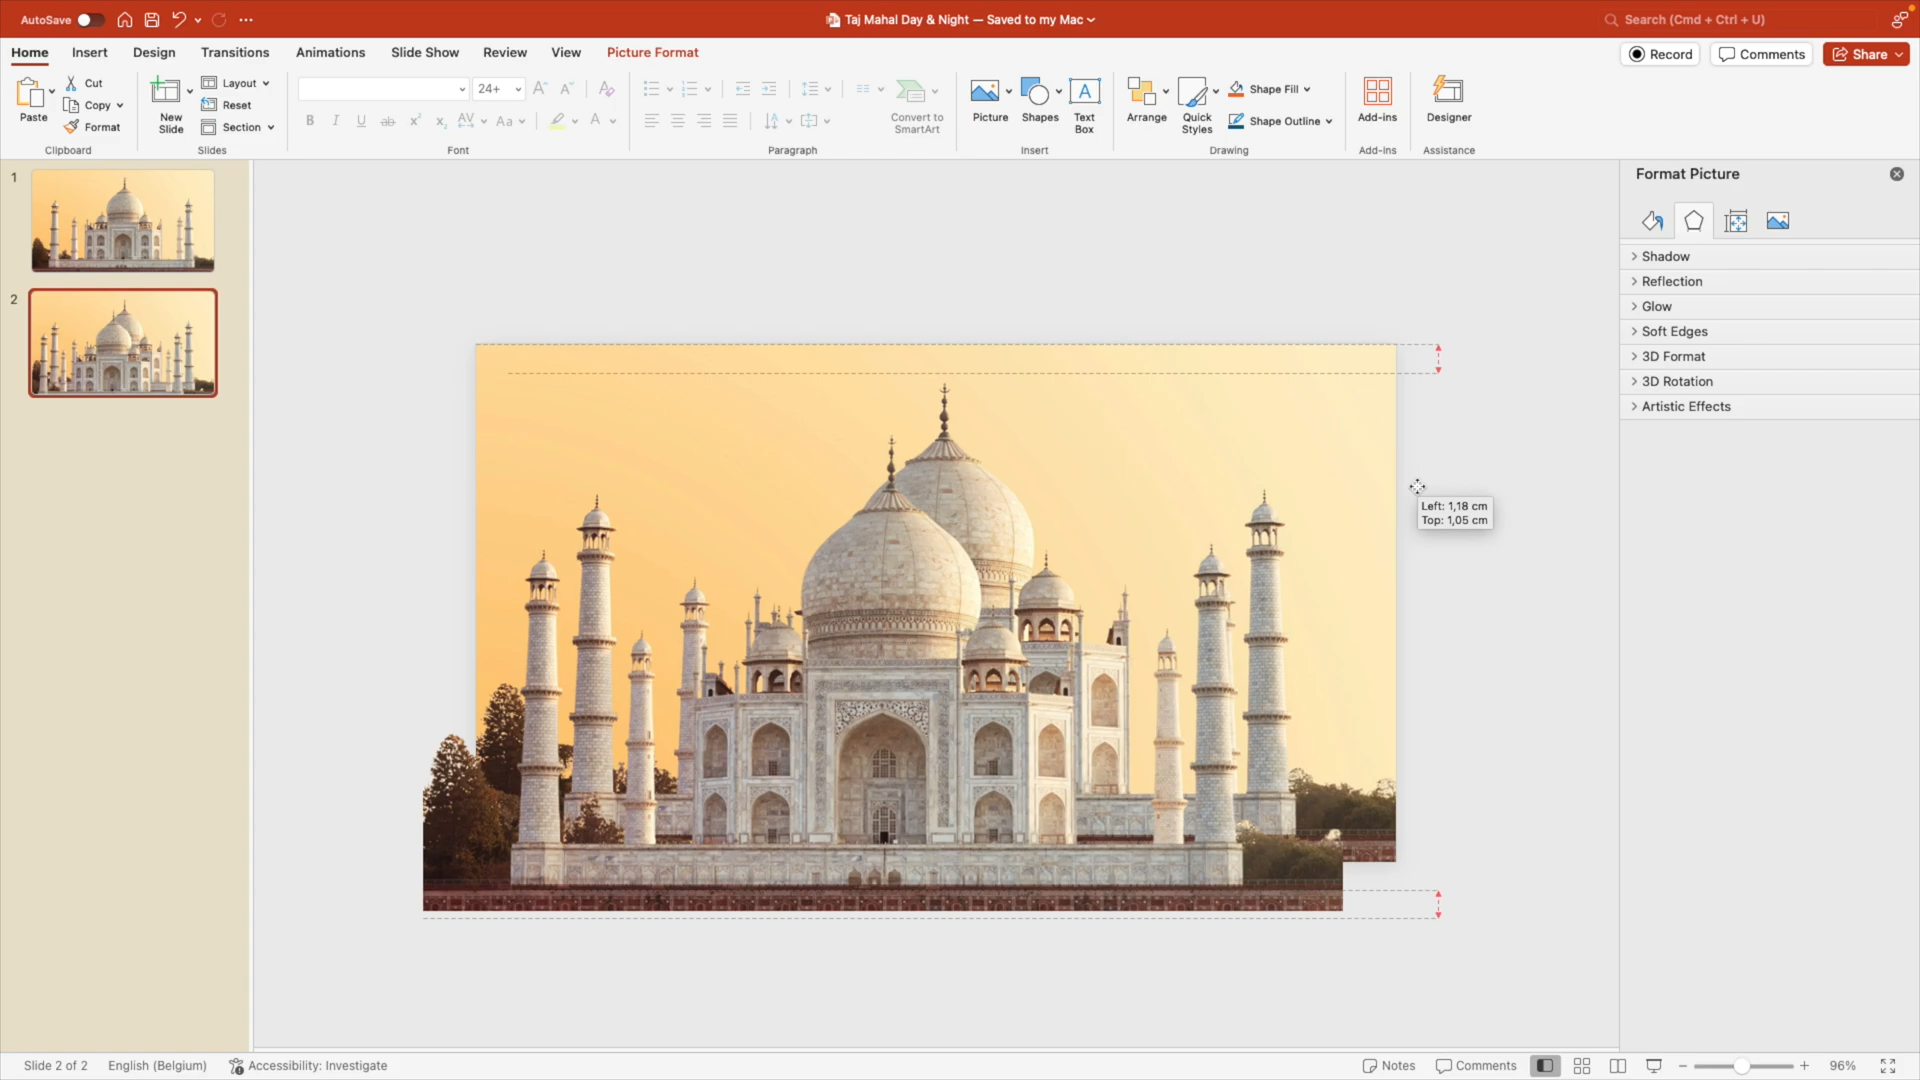 AutoSave
Taj Mahal Day & Night — Saved to my Mac
Search (Cmd + Ctrl + U)
Home
Insert
Design
Transitions
Animations
Slide Show
Review
View
Picture Format
Record
Comments
Share
Paste
Cut
Copy
Format
Clipboard
New
Slide
Layout
Reset
Section
Slides
24+
Font
Paragraph
Convert to
SmartArt
Picture
Shapes
Text
Box
Insert
Arrange
Quick
Styles
Shape Fill
Shape Outline
Drawing
Add-ins
Add-ins
Designer
Assistance
1
2
Left: 1,18 cm
Top: 1,05 cm
Format Picture
Shadow
Reflection
Glow
Soft Edges
3D Format
3D Rotation
Artistic Effects
Slide 2 of 2
English (Belgium)
Accessibility: Investigate
Notes
Comments
96%